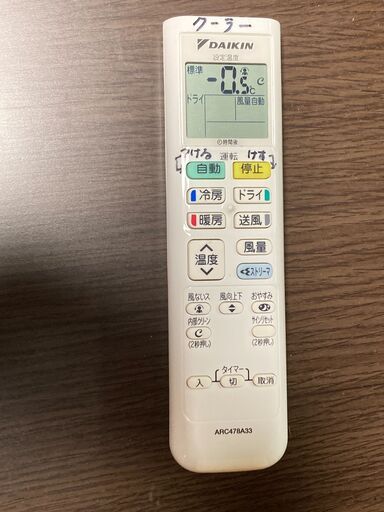 クーラー
DAIKIN
設定温度
標準
-0.5℃
ドライ
風量自動
時間後
つける 運転 けす
自動 停止
冷房 ドライ
暖房 送風
温度 風量
ストリーマ
風ないス 風向上下 おやすみ
内部クリーン サインリセット
(2秒押し) (2秒押し)
タイマー
入 切 取消
ARC478A33